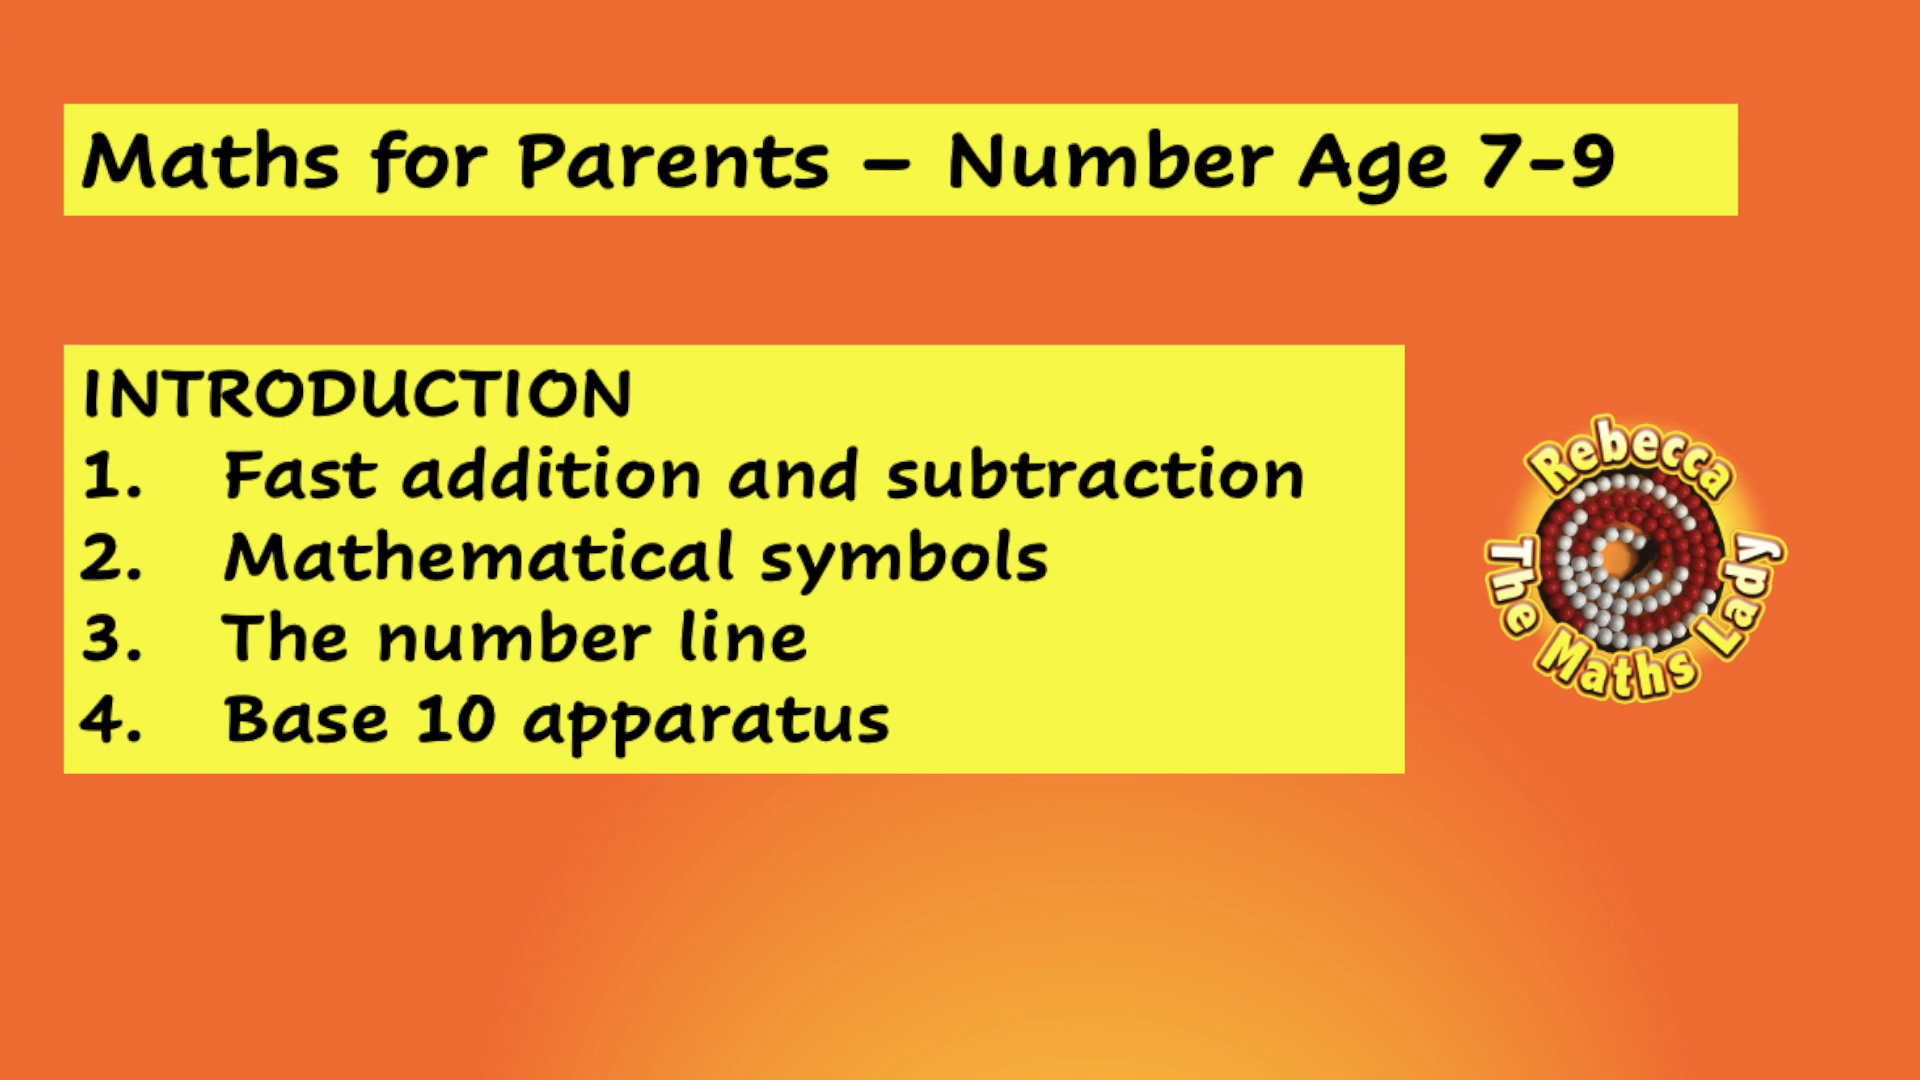 Maths for Parents – Number Age 7-9
INTRODUCTION
1. Fast addition and subtraction
2. Mathematical symbols
3. The number line
4. Base 10 apparatus
Rebecca
The Maths Lady